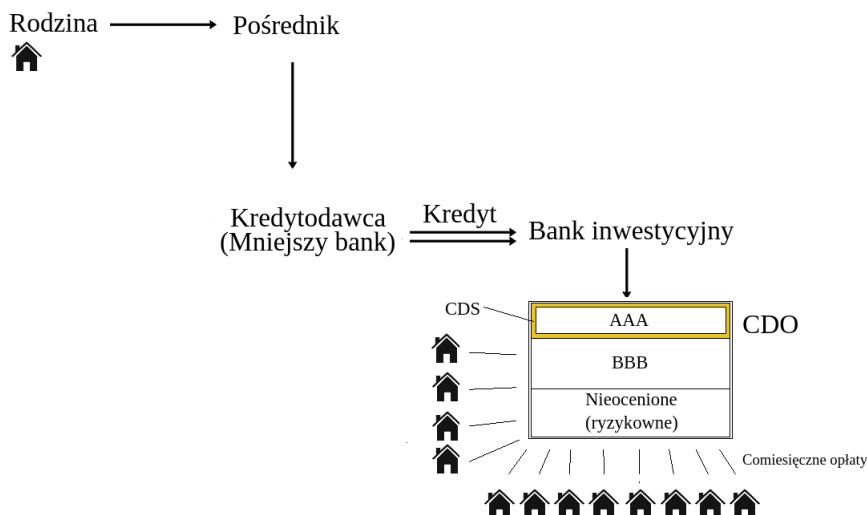 Rodzina
Pośrednik
Kredytodawca
(Mniejszy bank)
Kredyt
Bank inwestycyjny
CDS
AAA
CDO
BBB
Nieocenione
(ryzykowne)
Comiesięczne opłaty